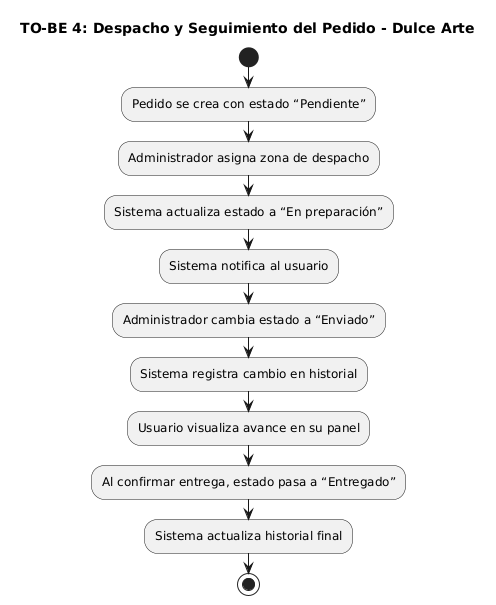 TO-BE 4: Despacho y Seguimiento del Pedido - Dulce Arte
Pedido se crea con estado “Pendiente”
Administrador asigna zona de despacho
Sistema actualiza estado a “En preparación”
Sistema notifica al usuario
Administrador cambia estado a “Enviado”
Sistema registra cambio en historial
Usuario visualiza avance en su panel
Al confirmar entrega, estado pasa a “Entregado”
Sistema actualiza historial final